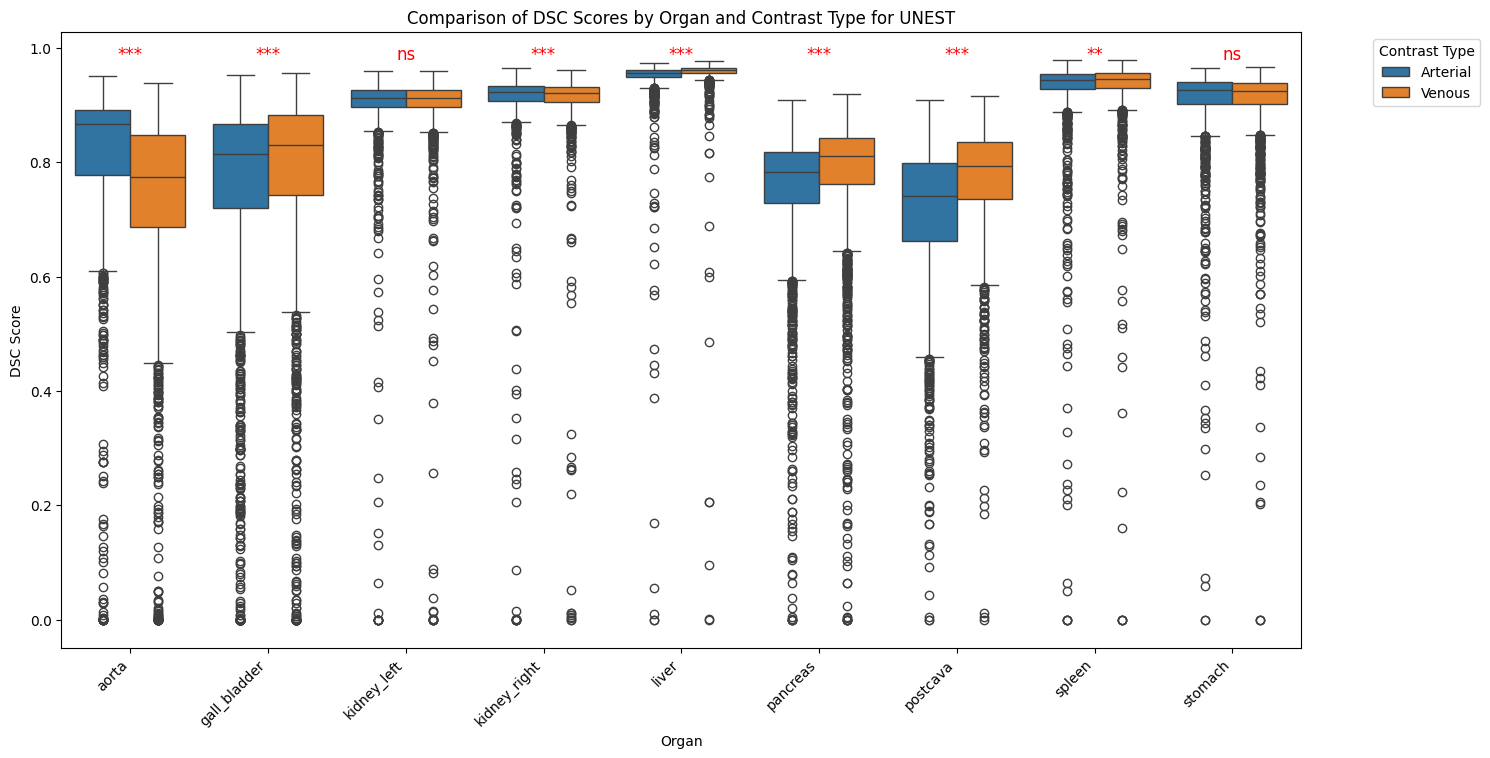 Comparison of DSC Scores by Organ and Contrast Type for UNEST
*** *** ns *** *** *** *** ** ns
Contrast Type
Arterial
Venous
DSC Score
1.0
0.8
0.6
0.4
0.2
0.0
aorta
gall_bladder
kidney_left
kidney_right
liver
pancreas
postcava
spleen
stomach
Organ